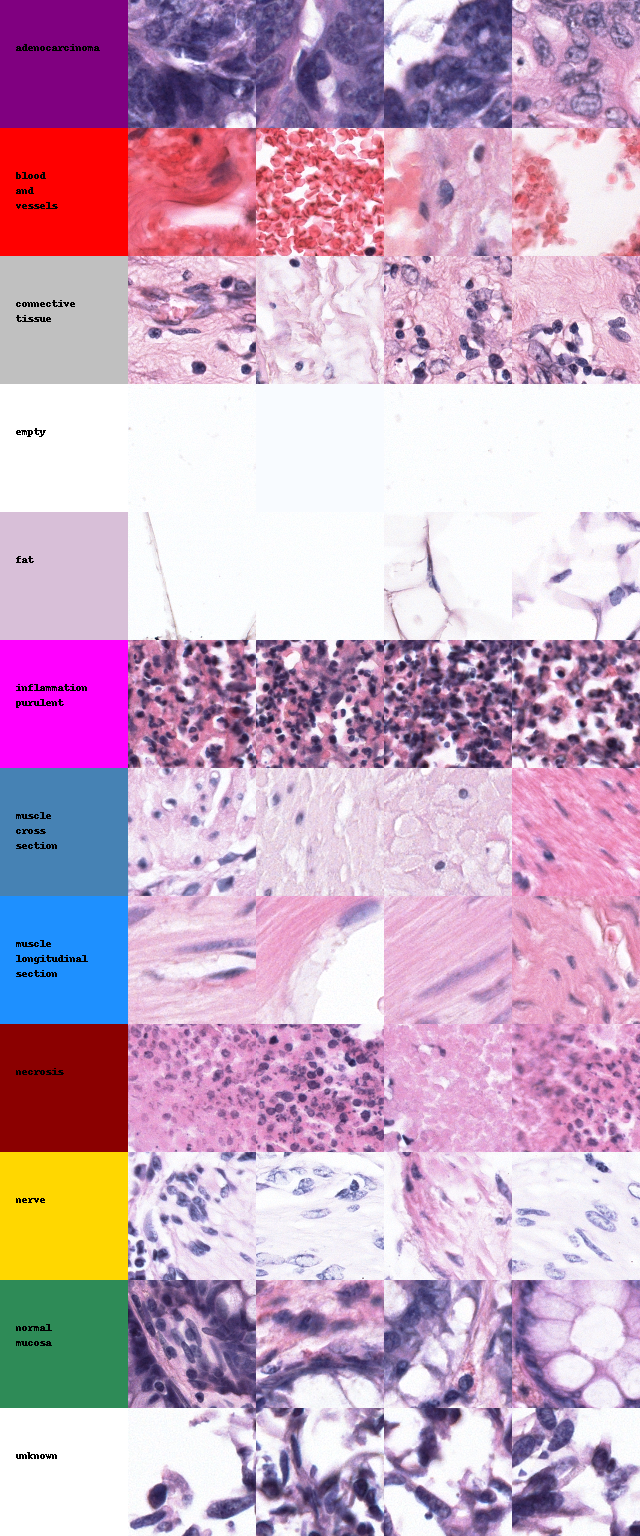 adenocarcinoma
blood
and
vessels
connective
tissue
empty
fat
inflammation
purulent
muscle
cross
section
muscle
longitudinal
section
necrosis
nerve
normal
mucosa
unknown